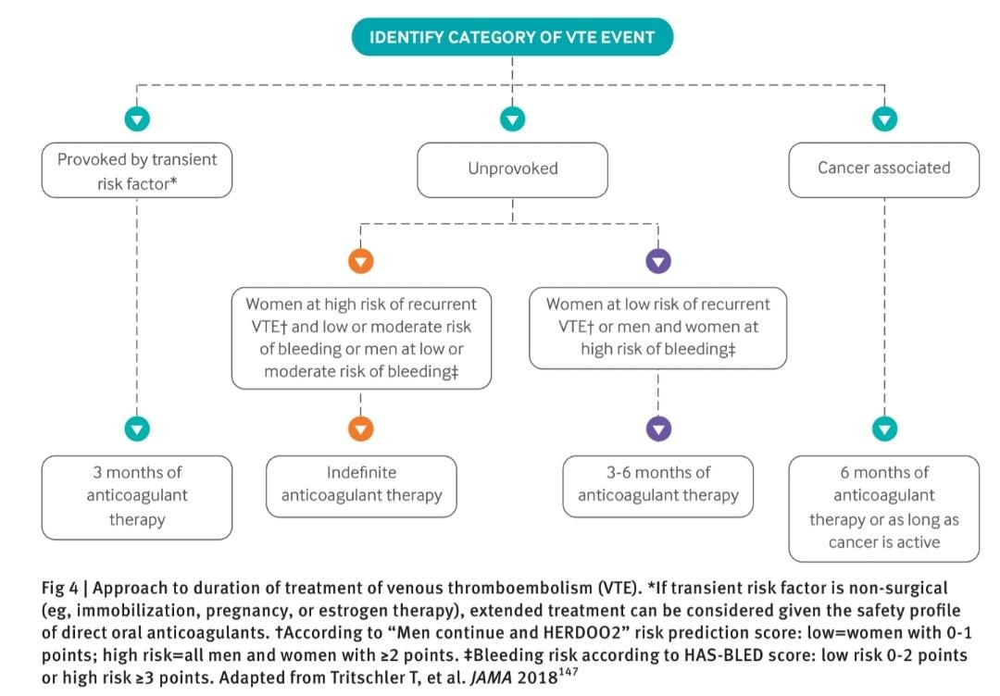 IDENTIFY CATEGORY OF VTE EVENT
Provoked by transient
risk factor*
Unprovoked
Cancer associated
Women at high risk of recurrent
VTE† and low or moderate risk
of bleeding or men at low or
moderate risk of bleeding‡
Women at low risk of recurrent
VTE† or men and women at
high risk of bleeding‡
3 months of
anticoagulant
therapy
Indefinite
anticoagulant therapy
3-6 months of
anticoagulant therapy
6 months of
anticoagulant
therapy or as long as
cancer is active
Fig 4 | Approach to duration of treatment of venous thromboembolism (VTE). *If transient risk factor is non-surgical
(eg, immobilization, pregnancy, or estrogen therapy), extended treatment can be considered given the safety profile
of direct oral anticoagulants. †According to “Men continue and HERDOO2” risk prediction score: low=women with 0-1
points; high risk=all men and women with ≥2 points. ‡Bleeding risk according to HAS-BLED score: low risk 0-2 points
or high risk ≥3 points. Adapted from Tritschler T, et al. JAMA 2018147